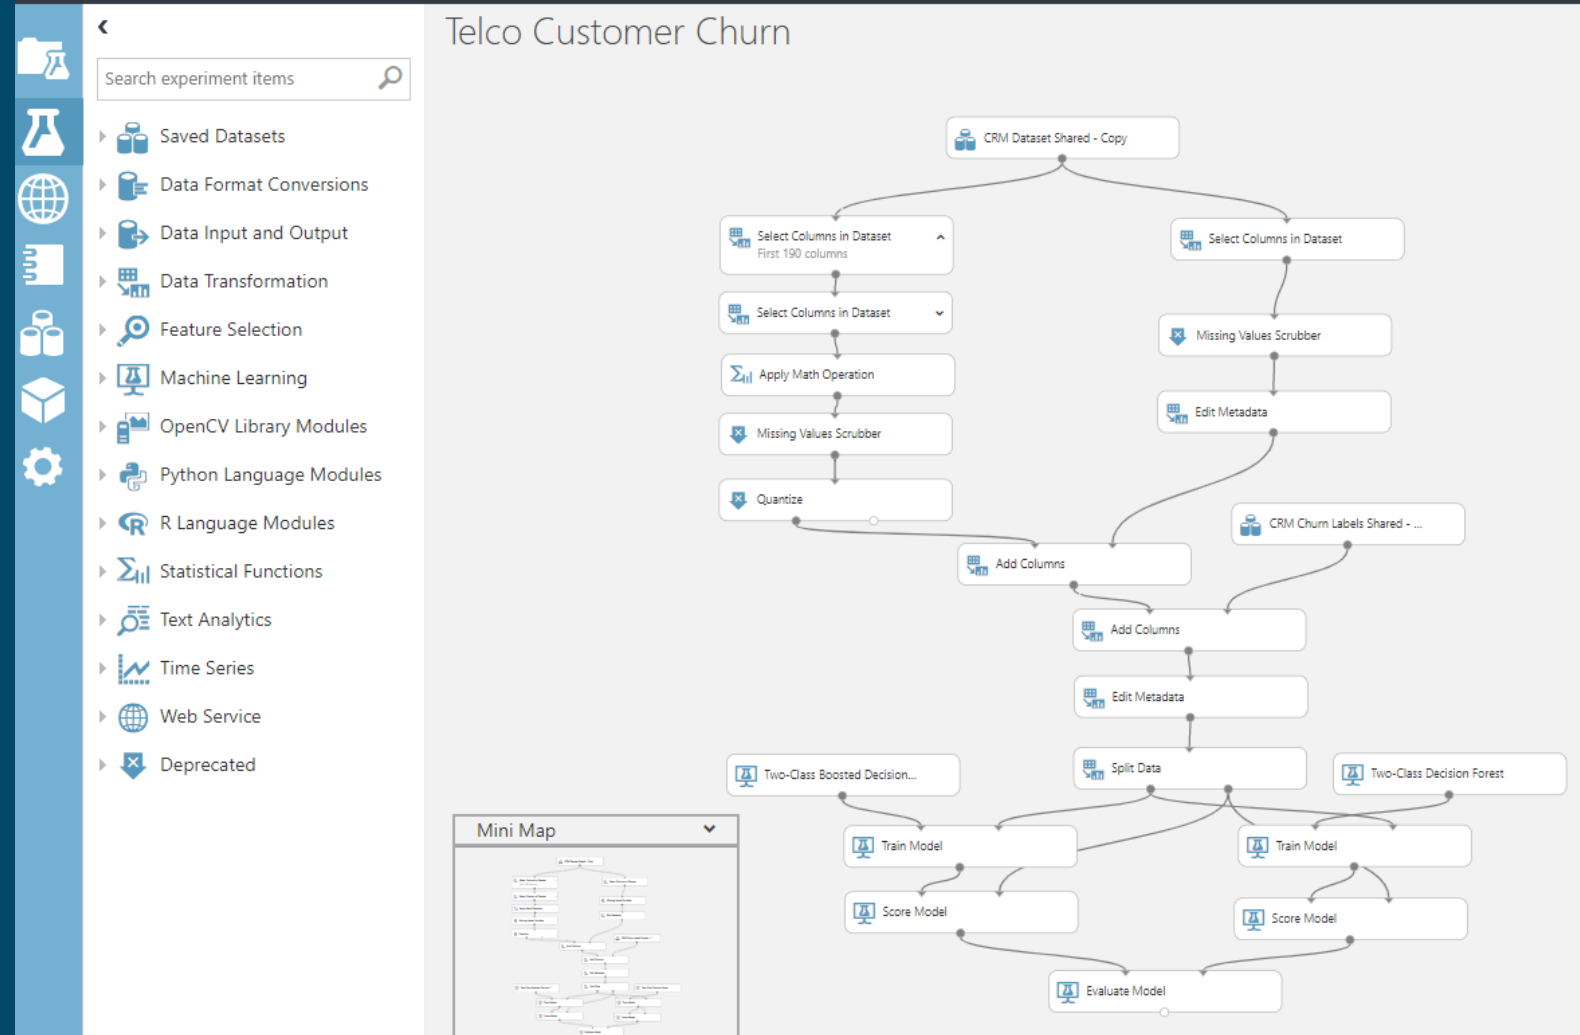 Telco Customer Churn
Search experiment items
Saved Datasets
Data Format Conversions
Data Input and Output
Data Transformation
Feature Selection
Machine Learning
OpenCV Library Modules
Python Language Modules
R Language Modules
Statistical Functions
Text Analytics
Time Series
Web Service
Deprecated
CRM Dataset Shared - Copy
Select Columns in Dataset
First 190 columns
Select Columns in Dataset
Select Columns in Dataset
Missing Values Scrubber
Apply Math Operation
Edit Metadata
Missing Values Scrubber
Quantize
CRM Churn Labels Shared - ...
Add Columns
Add Columns
Edit Metadata
Split Data
Two-Class Boosted Decision...
Two-Class Decision Forest
Train Model
Train Model
Score Model
Score Model
Evaluate Model
Mini Map